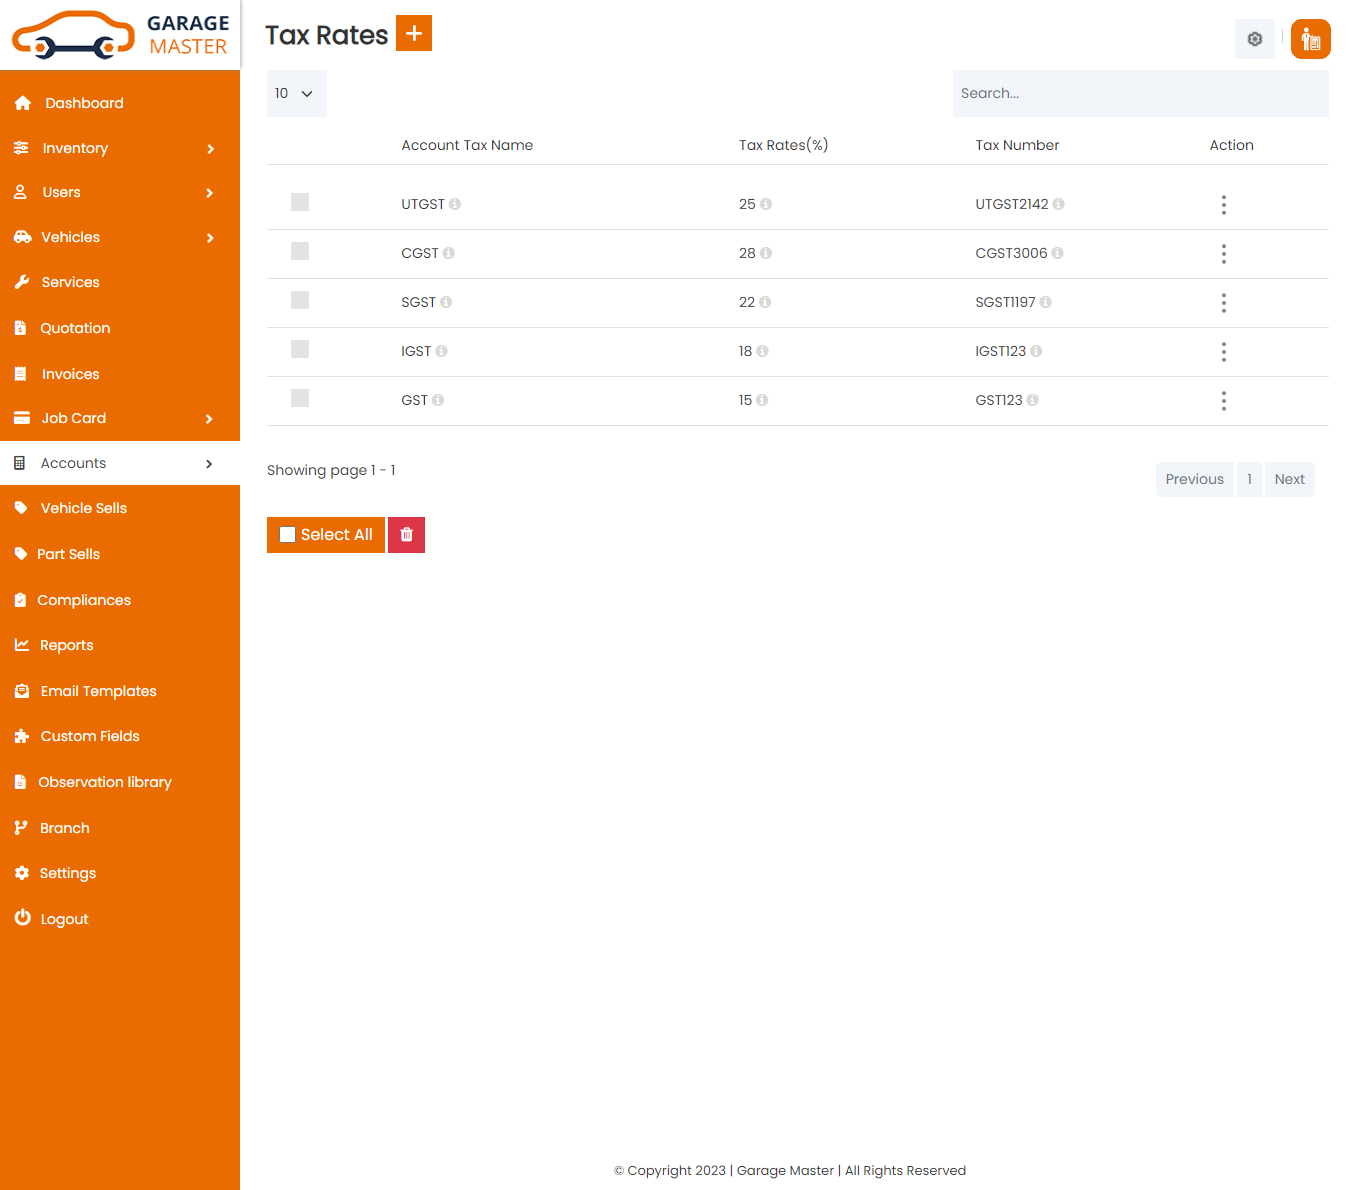 GARAGE
MASTER
Tax Rates
Dashboard
Inventory
Users
Vehicles
Services
Quotation
Invoices
Job Card
Accounts
Vehicle Sells
Part Sells
Compliances
Reports
Email Templates
Custom Fields
Observation library
Branch
Settings
Logout
10
Search...
Account Tax Name Tax Rates(%) Tax Number Action
UTGST 25 UTGST2142
CGST 28 CGST3006
SGST 22 SGST1197
IGST 18 IGST123
GST 15 GST123
Showing page 1 - 1
Previous 1 Next
Select All
© Copyright 2023 | Garage Master | All Rights Reserved